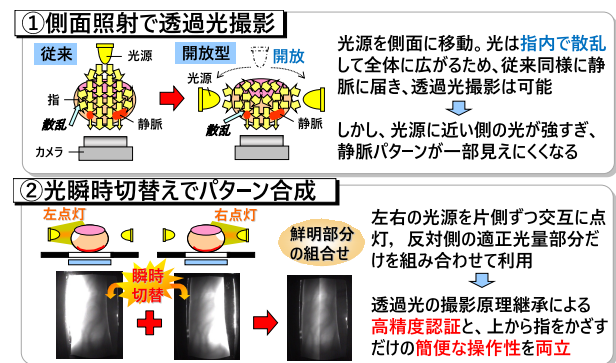 ①側面照射で透過光撮影
従来
光源
指
散乱
静脈
カメラ
開放型
開放
光源
散乱
静脈
光源を側面に移動。光は指内で散乱
して全体に広がるため、従来同様に静
脈に届き、透過光撮影は可能
しかし、光源に近い側の光が強すぎ、
静脈パターンが一部見えにくくなる
②光瞬時切替えでパターン合成
左点灯
右点灯
瞬時
切替
鮮明部分
の組合せ
左右の光源を片側ずつ交互に点
灯， 反対側の適正光量部分だ
けを組み合わせて利用
透過光の撮影原理継承による
高精度認証と、上から指をかざす
だけの簡便な操作性を両立